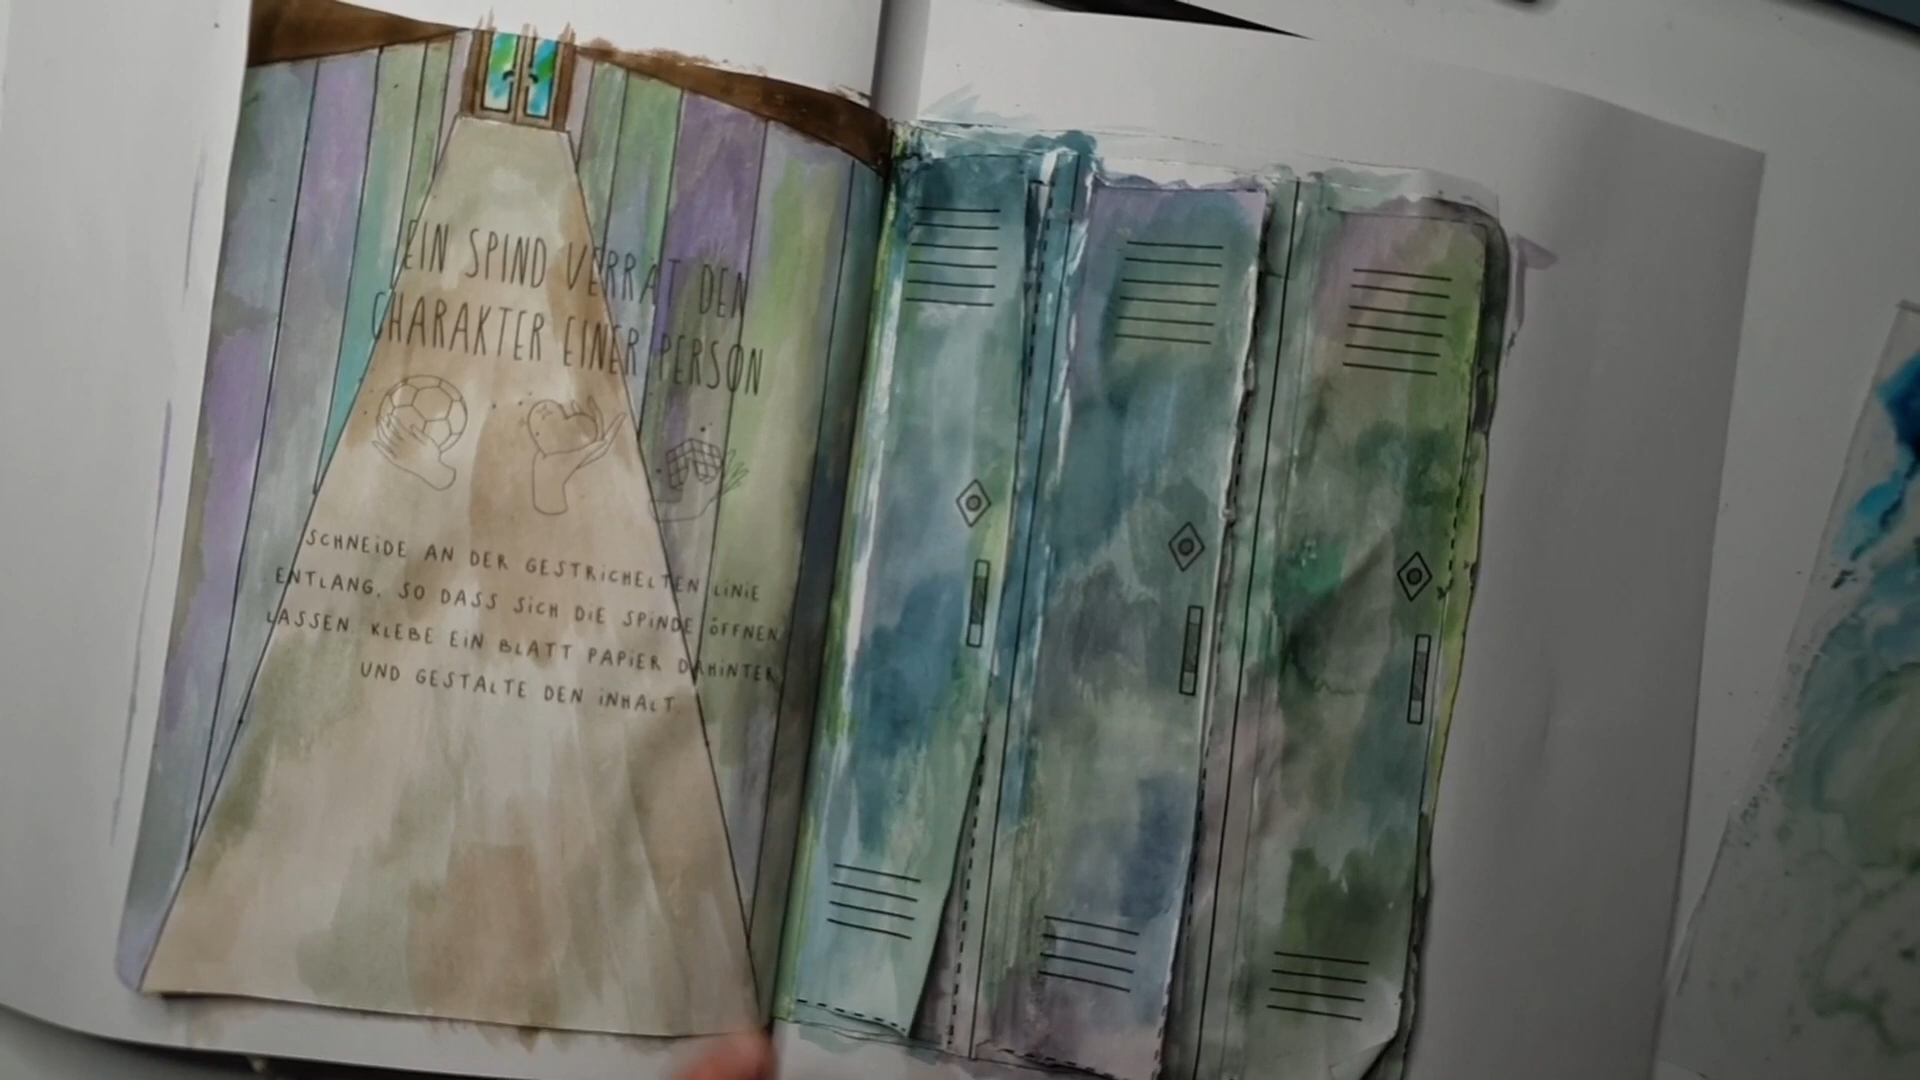 EIN SPIND VERRÄT DEN
CHARAKTER EINER PERSON
SCHNEIDE AN DER GESTRICHELTEN LINIE
ENTLANG, SO DASS SICH DIE SPINDE ÖFFNEN
LASSEN. KLEBE EIN BLATT PAPIER DAHINTER
UND GESTALTE DEN INHALT.